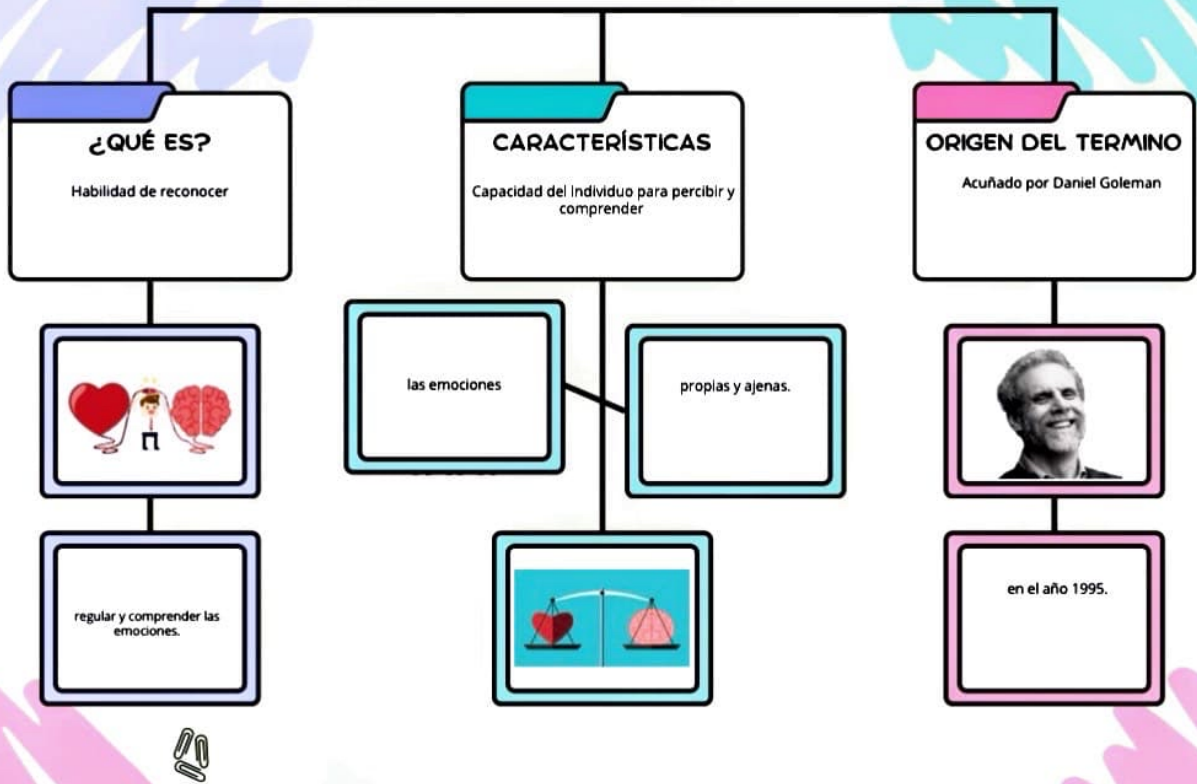 ¿QUÉ ES?
Habilidad de reconocer
regular y comprender las
emociones.
CARACTERÍSTICAS
Capacidad del Individuo para percibir y
comprender
las emociones
propias y ajenas.
ORIGEN DEL TERMINO
Acuñado por Daniel Goleman
en el año 1995.